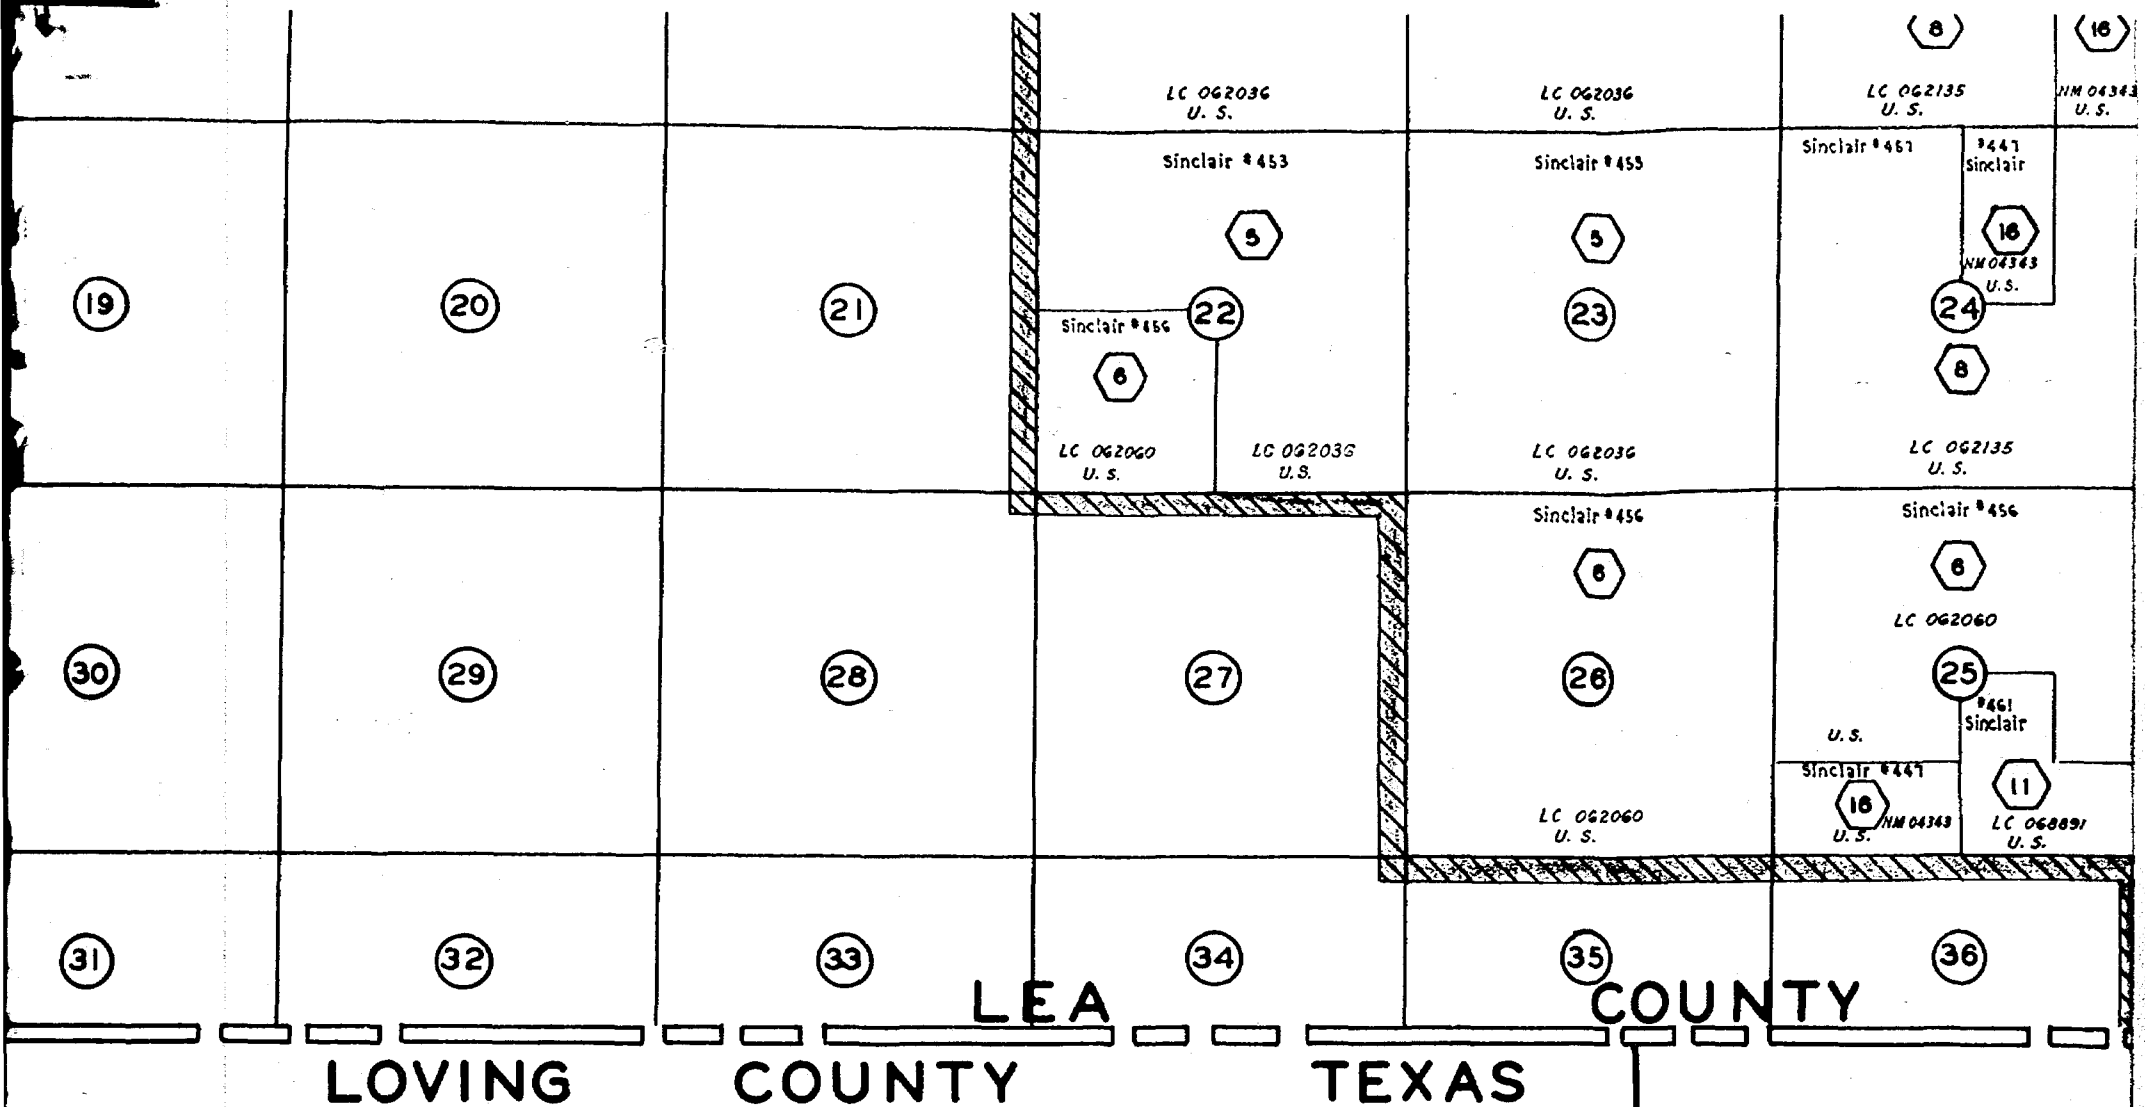 8
16
LC 062036
U. S.
LC 062036
U. S.
LC 062135
U. S.
NM 04343
U. S.
Sinclair #453
Sinclair #453
Sinclair #457
#447
Sinclair
5
5
16
NM 04343
U.S.
19
20
21
22
23
24
Sinclair #456
6
8
LC 062060
U. S.
LC 062036
U.S.
LC 062036
U. S.
LC 062135
U. S.
Sinclair #456
Sinclair #456
6
6
LC 062060
30
29
28
27
26
25
#461
Sinclair
U. S.
Sinclair #447
16
NM 04343
U. S.
11
LC 068891
U. S.
LC 062060
U. S.
31
32
33
34
35
36
LEA COUNTY
LOVING COUNTY TEXAS